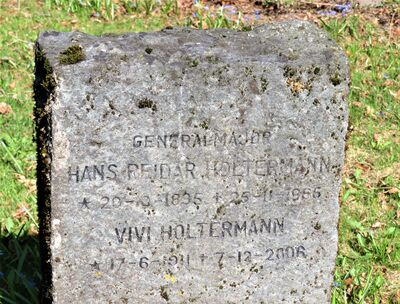 GENERALMAJOR
HANS REIDAR HOLTERMANN
★ 20-3-1895 † 25-11-1966
VIVI HOLTERMANN
★ 17-6-1911 † 7-12-2006